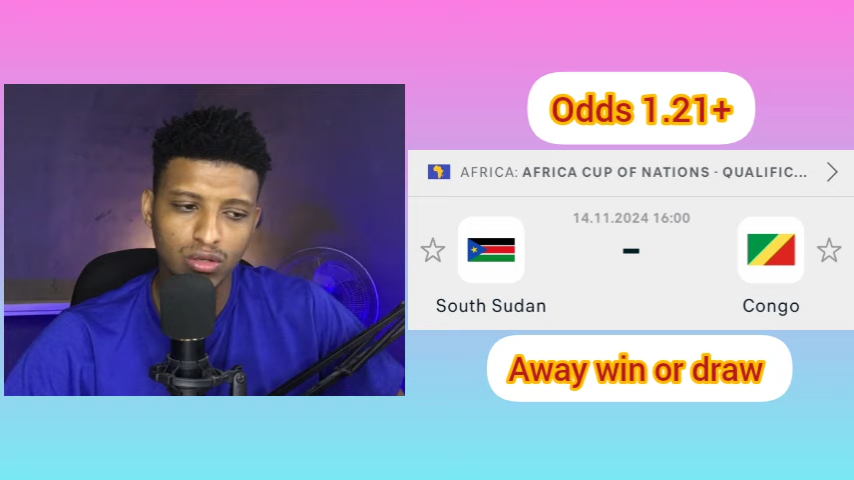 Odds 1.21+
AFRICA: AFRICA CUP OF NATIONS · QUALIFIC...
14.11.2024 16:00
-
South Sudan
Congo
Away win or draw